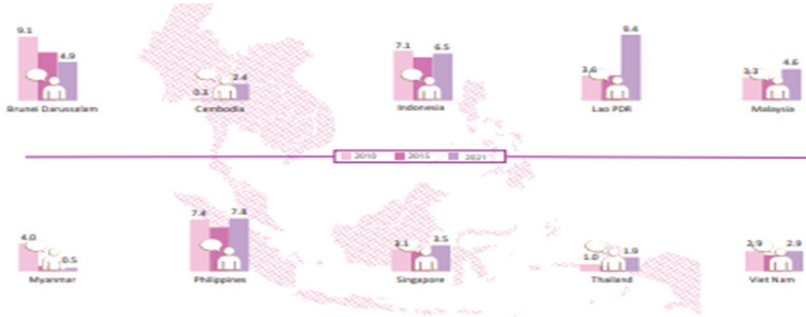 9.1 4.9
Brunei Darussalam
0.3 2.4
Cambodia
7.1 6.5
Indonesia
3.6 9.4
Lao PDR
3.3 4.6
Malaysia
2010 2015 2021
4.0 0.5
Myanmar
7.4 7.8
Philippines
3.1 3.5
Singapore
1.0 1.9
Thailand
2.9 2.9
Viet Nam